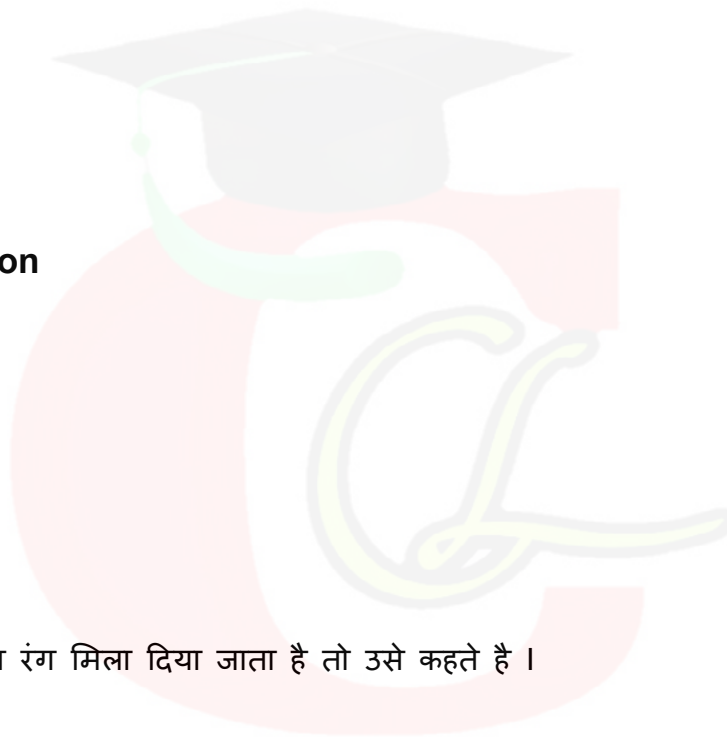 on
रंग मिला दिया जाता है तो उसे कहते है I